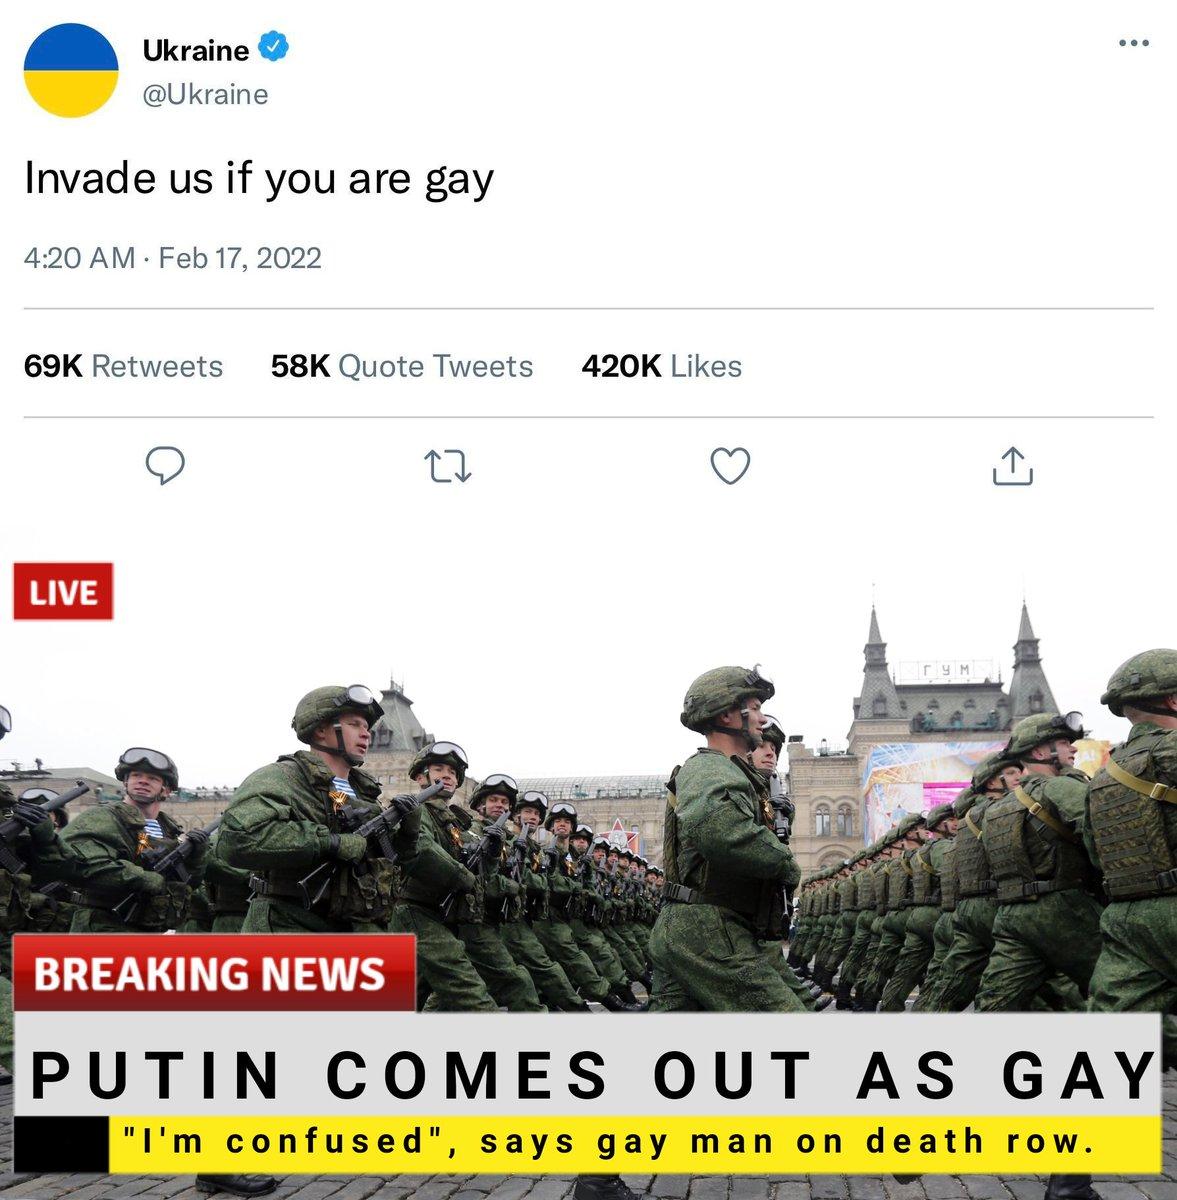 Ukraine
@Ukraine
Invade us if you are gay
4:20 AM · Feb 17, 2022
69K Retweets 58K Quote Tweets 420K Likes
LIVE
ГУМ
BREAKING NEWS
PUTIN COMES OUT AS GAY
"I'm confused", says gay man on death row.